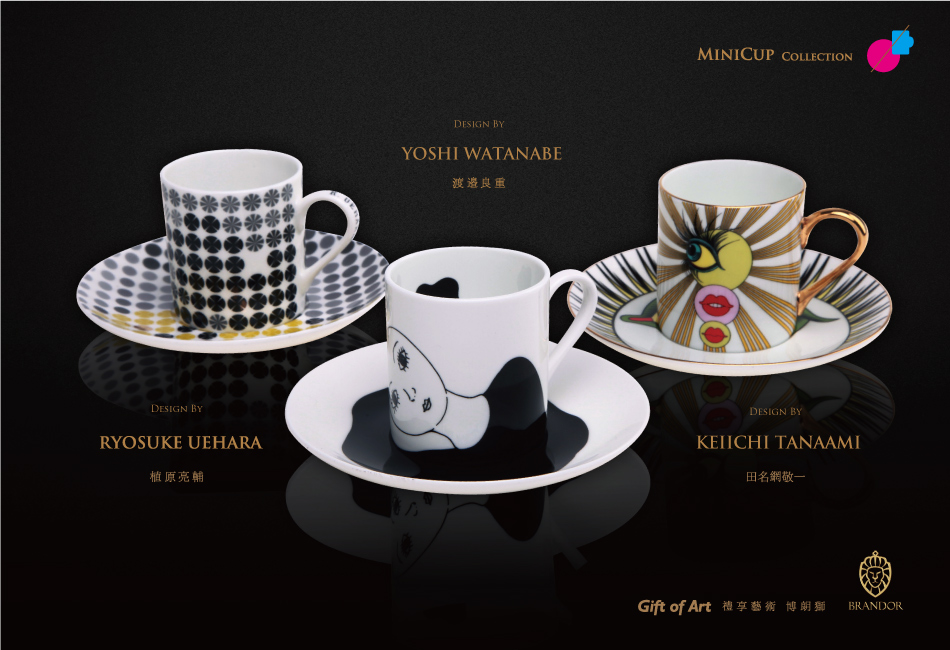 MINICUP COLLECTION
DESIGN BY
YOSHI WATANABE
渡邉良重
DESIGN BY
RYOSUKE UEHARA
植原亮輔
DESIGN BY
KEIICHI TANAAMI
田名網敬一
Gift of Art 禮享藝術 博朗獅
BRANDOR